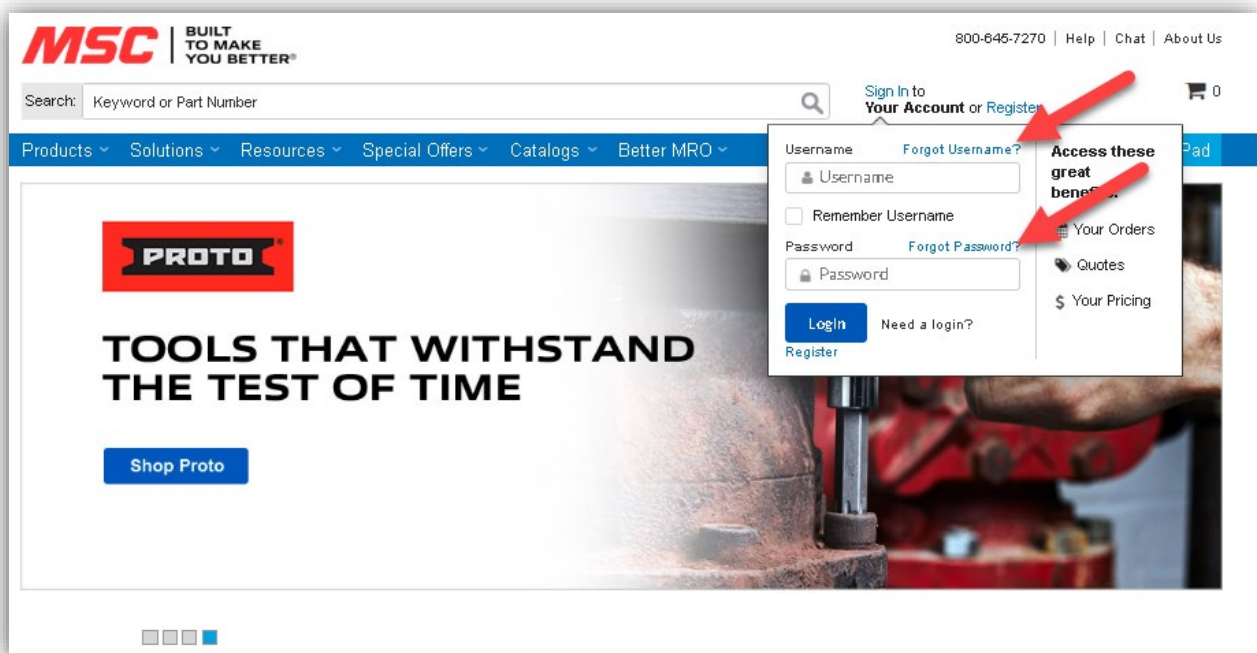 MSC
BUILT
TO MAKE
YOU BETTER®
800-645-7270 | Help | Chat | About Us
Search: Keyword or Part Number
Sign In to
Your Account or Register
0
Products Solutions Resources Special Offers Catalogs Better MRO
Pad
Username Forgot Username?
Username
Remember Username
Password Forgot Password?
Password
LogIn Need a login?
Register
Access these
great
benefits:
Your Orders
Quotes
$ Your Pricing
PROTO®
TOOLS THAT WITHSTAND
THE TEST OF TIME
Shop Proto